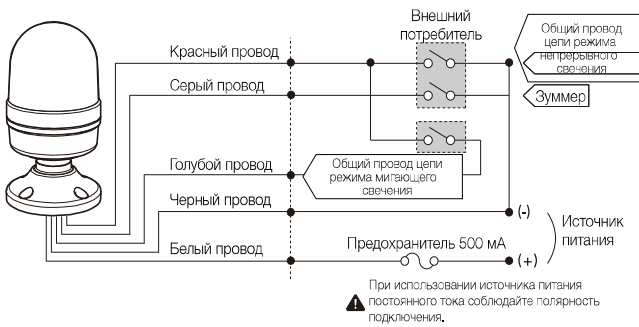 Внешний
потребитель
Общий провод
цепи режима
непрерывного
свечения
Красный провод
Серый провод
Зуммер
Голубой провод
Общий провод цепи
режима мигающего
свечения
Черный провод
(-)
Источник
питания
Белый провод
Предохранитель 500 мА
(+)
При использовании источника питания
постоянного тока соблюдайте полярность
подключения.